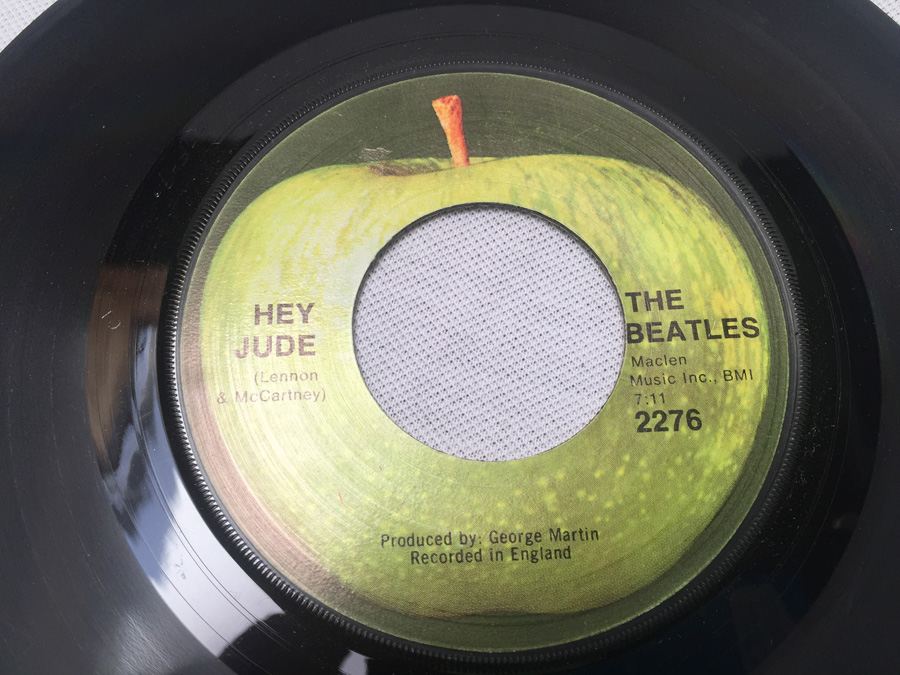 HEY
JUDE
(Lennon
& McCartney)
THE
BEATLES
Maclen
Music Inc., BMI
7:11
2276
Produced by: George Martin
Recorded in England